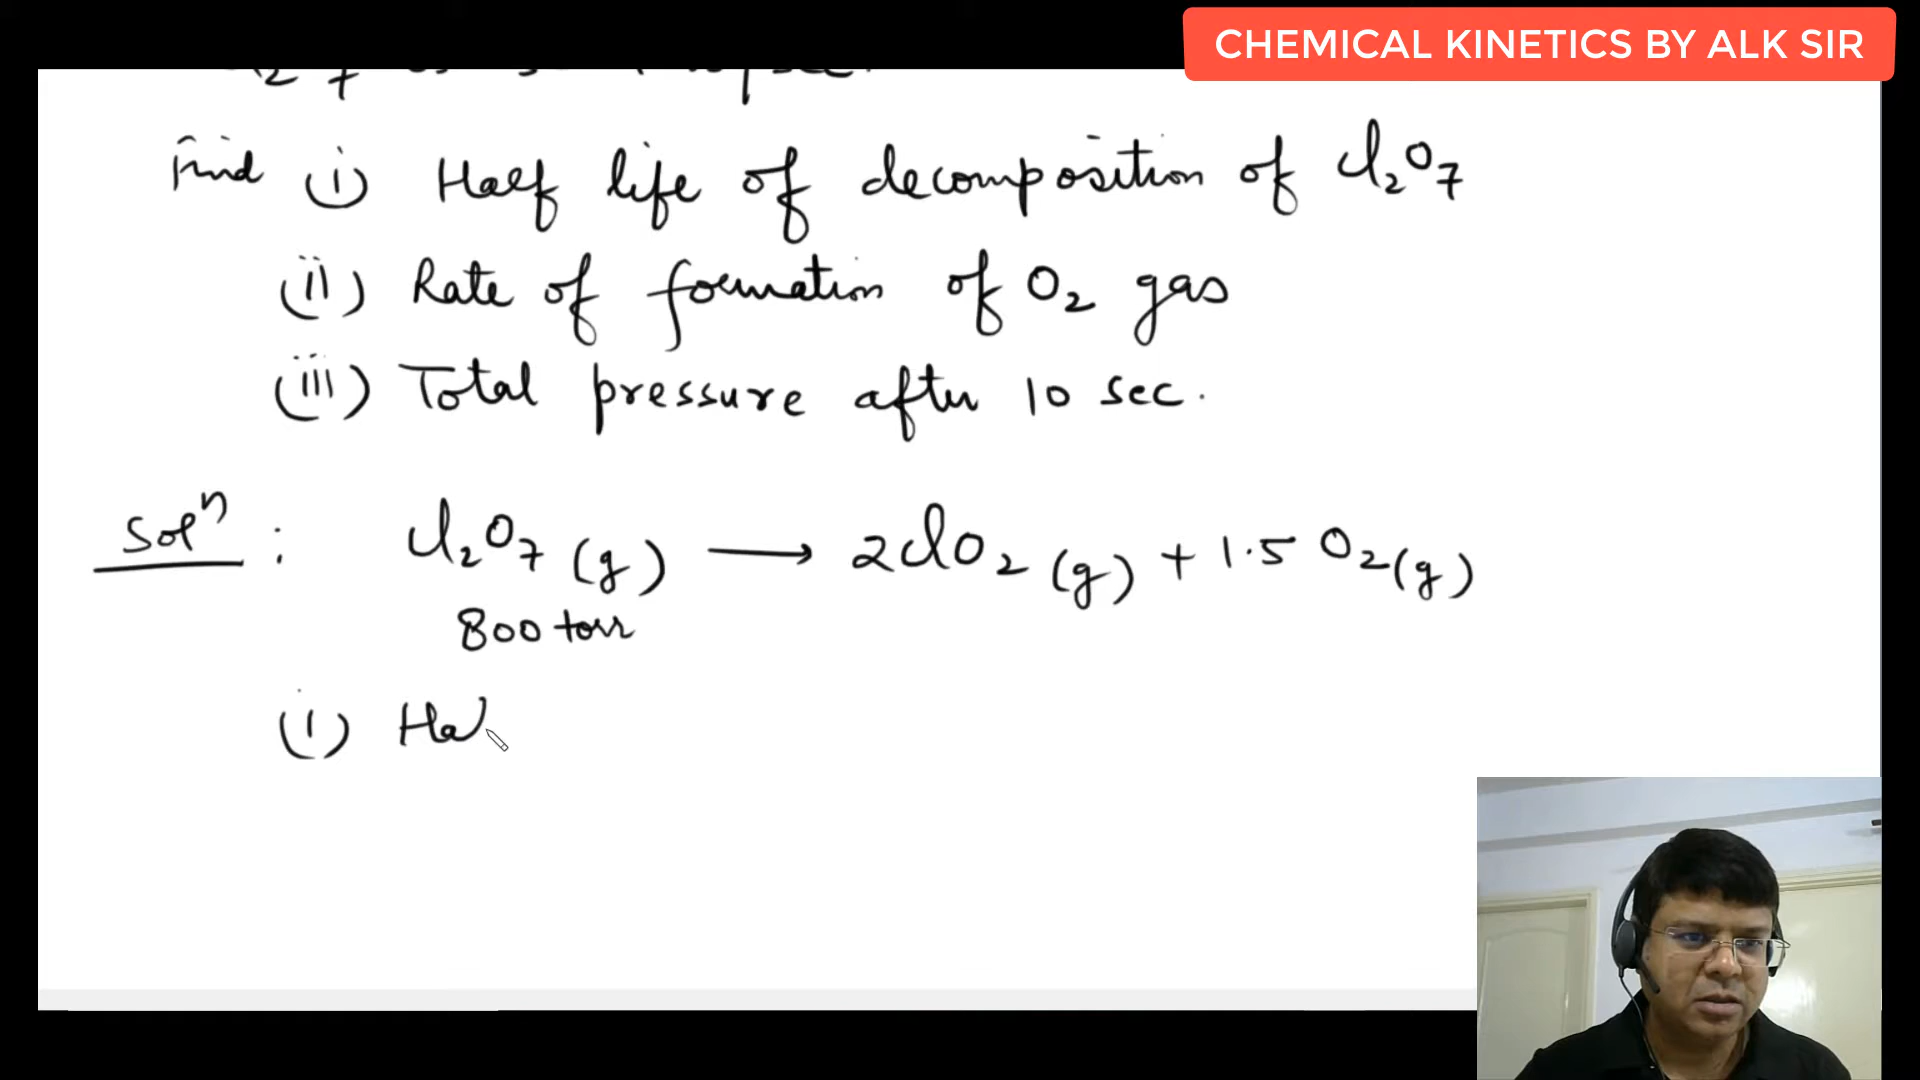 CHEMICAL KINETICS BY ALK SIR
Find (i) Half life of decomposition of Cl₂O₇
(ii) Rate of formation of O₂ gas
(iii) Total pressure after 10 sec.
Solⁿ : Cl₂O₇ (g) ⟶ 2ClO₂ (g) + 1.5 O₂(g)
800 torr
(i) Hal